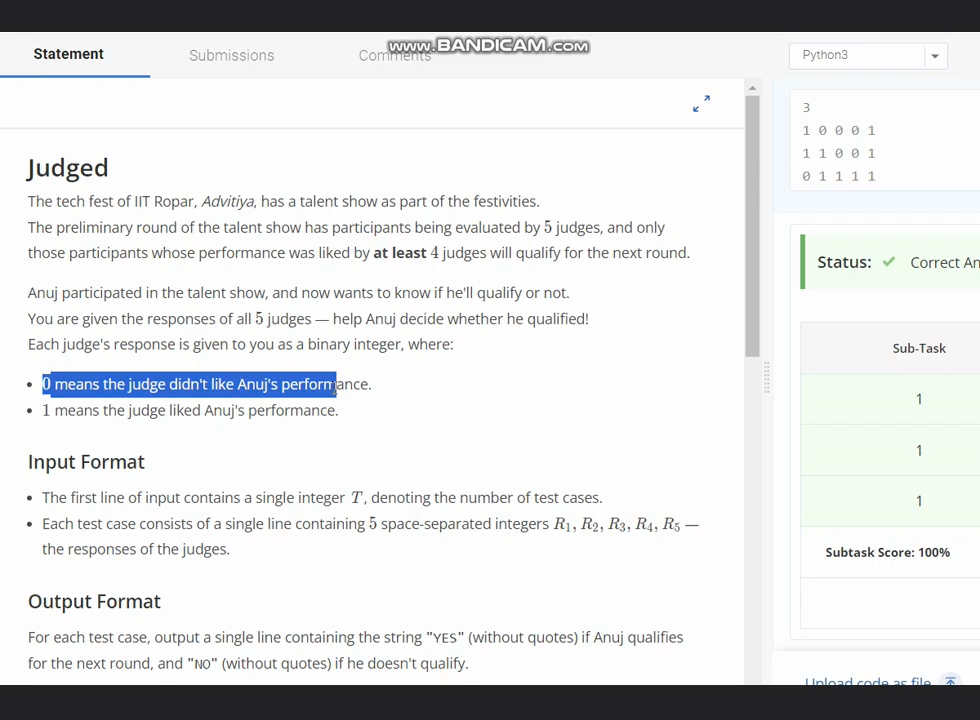 www.BANDICAM.com
Statement
Submissions
Comments
Python3
Judged
The tech fest of IIT Ropar, Advitiya, has a talent show as part of the festivities.
The preliminary round of the talent show has participants being evaluated by 5 judges, and only
those participants whose performance was liked by at least 4 judges will qualify for the next round.
Anuj participated in the talent show, and now wants to know if he'll qualify or not.
You are given the responses of all 5 judges — help Anuj decide whether he qualified!
Each judge's response is given to you as a binary integer, where:
• 0 means the judge didn't like Anuj's performance.
• 1 means the judge liked Anuj's performance.
Input Format
• The first line of input contains a single integer T, denoting the number of test cases.
• Each test case consists of a single line containing 5 space-separated integers R₁, R₂, R₃, R₄, R₅ —
the responses of the judges.
Output Format
For each test case, output a single line containing the string "YES" (without quotes) if Anuj qualifies
for the next round, and "NO" (without quotes) if he doesn't qualify.
3
1 0 0 0 1
1 1 0 0 1
0 1 1 1 1
Status: ✔ Correct An
Sub-Task
1
1
1
Subtask Score: 100%
Upload code as file